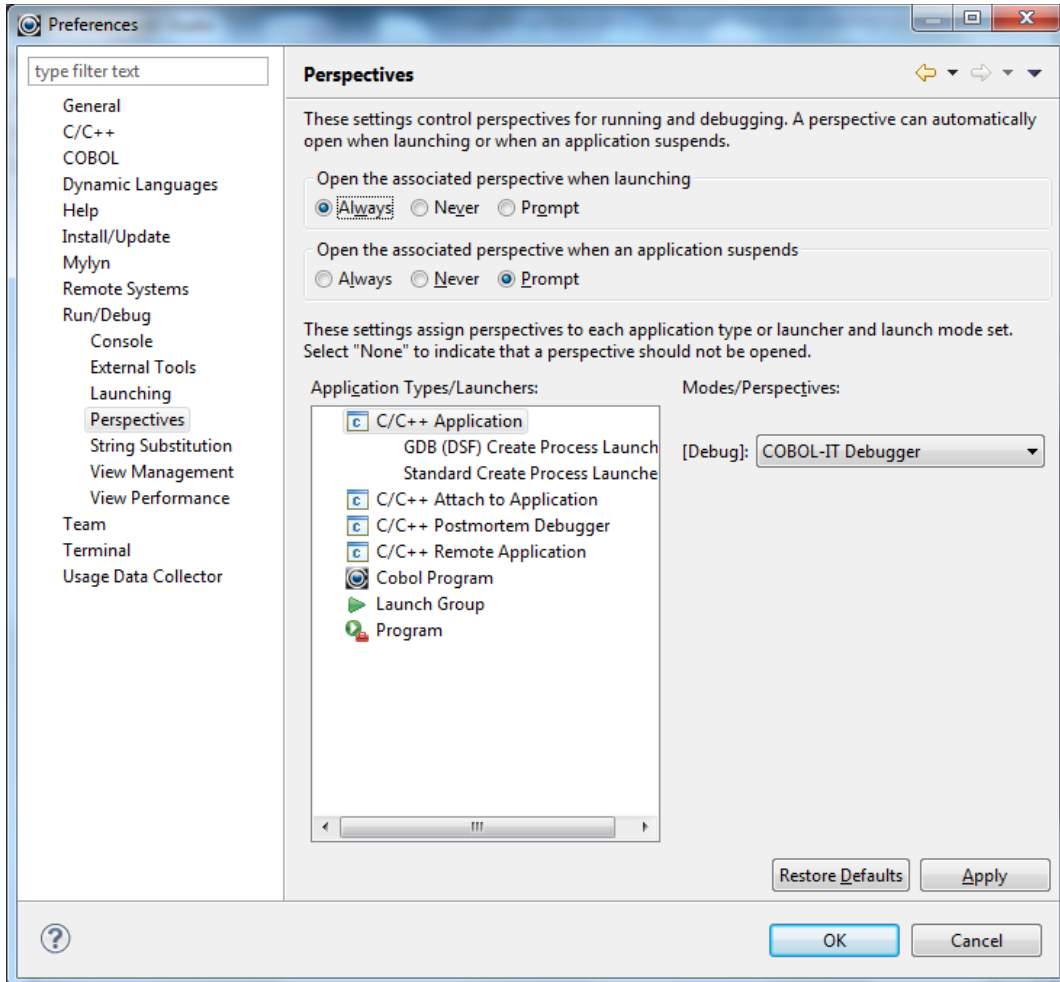 Preferences
type filter text
General
C/C++
COBOL
Dynamic Languages
Help
Install/Update
Mylyn
Remote Systems
Run/Debug
Console
External Tools
Launching
Perspectives
String Substitution
View Management
View Performance
Team
Terminal
Usage Data Collector
Perspectives
These settings control perspectives for running and debugging. A perspective can automatically
open when launching or when an application suspends.
Open the associated perspective when launching
Always Never Prompt
Open the associated perspective when an application suspends
Always Never Prompt
These settings assign perspectives to each application type or launcher and launch mode set.
Select "None" to indicate that a perspective should not be opened.
Application Types/Launchers:
C/C++ Application
GDB (DSF) Create Process Launch
Standard Create Process Launche
C/C++ Attach to Application
C/C++ Postmortem Debugger
C/C++ Remote Application
Cobol Program
Launch Group
Program
Modes/Perspectives:
[Debug]: COBOL-IT Debugger
Restore Defaults Apply
OK Cancel